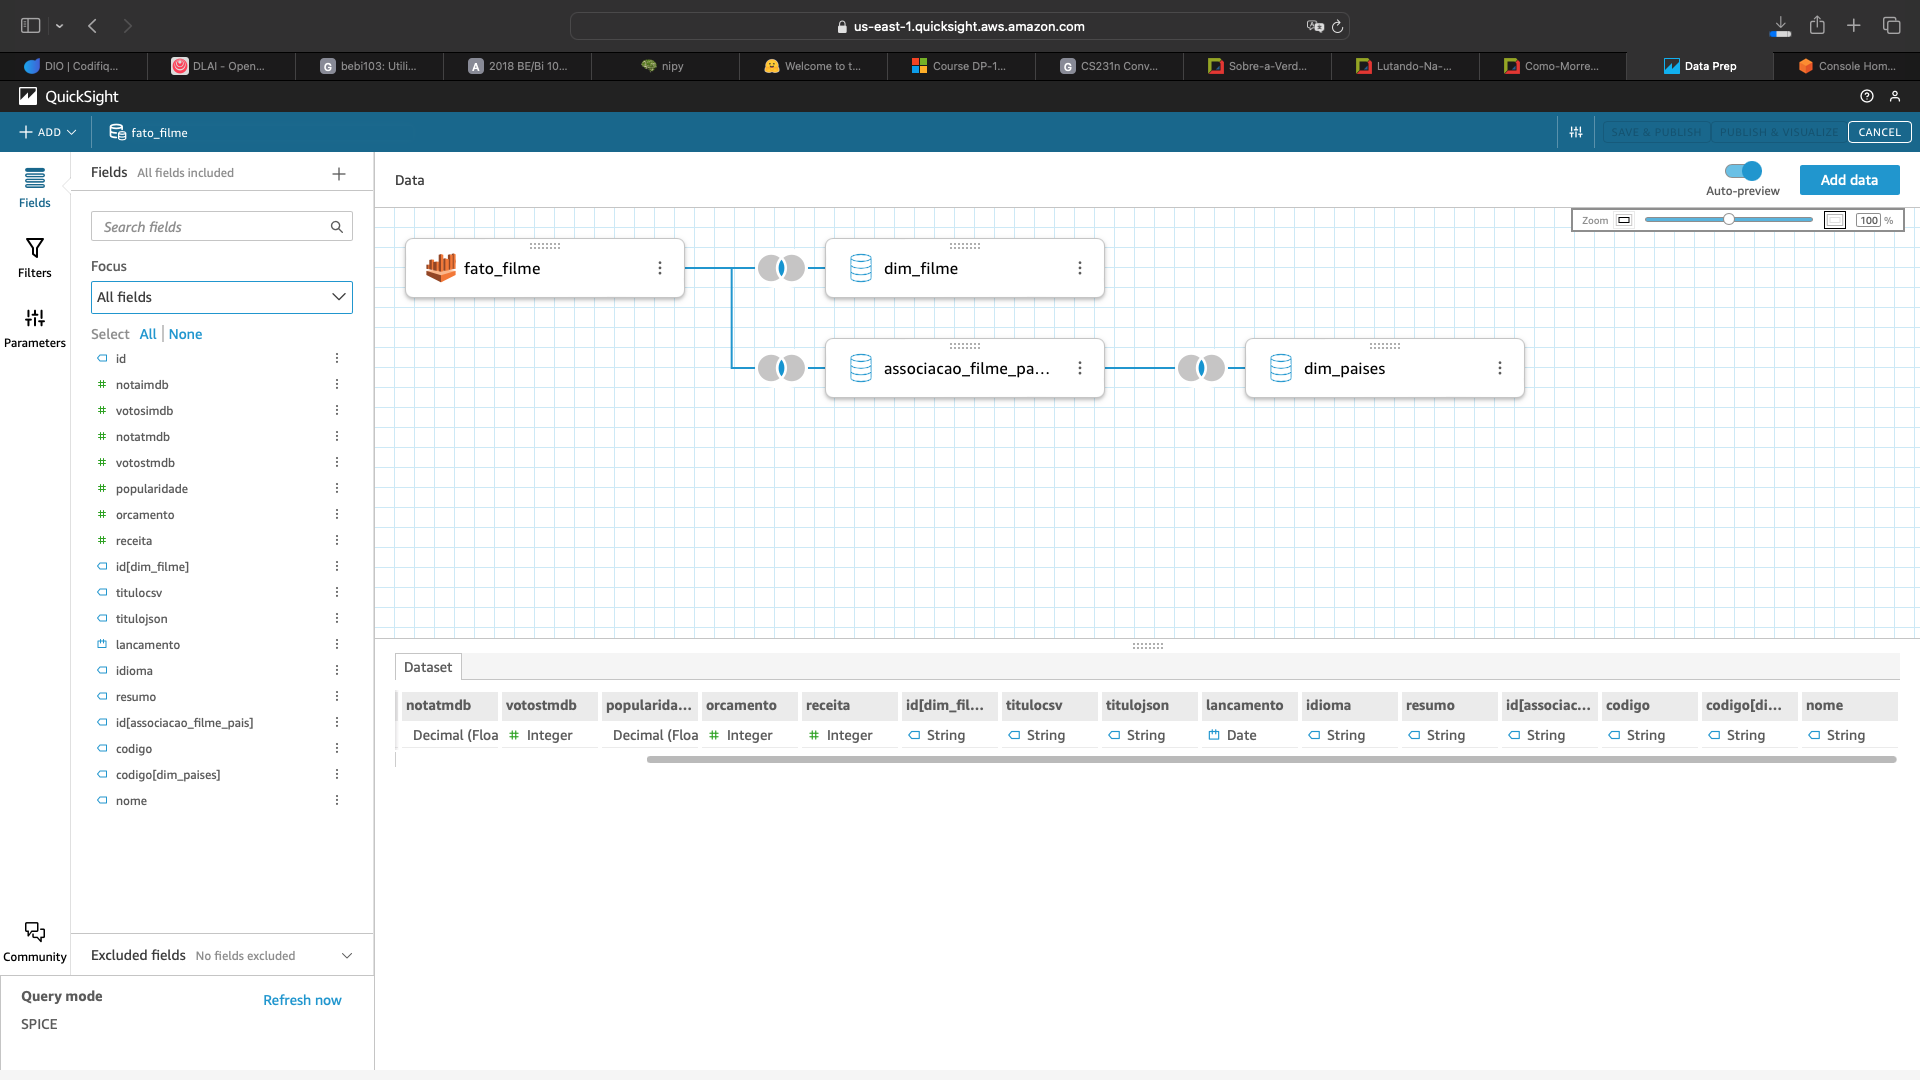 us-east-1.quicksight.aws.amazon.com
DIO | Codifiq...
DLAI - Open...
bebi103: Utili...
2018 BE/Bi 10...
nipy
Welcome to t...
Course DP-1...
CS231n Conv...
Sobre-a-Verd...
Lutando-Na-...
Como-Morre...
Data Prep
Console Hom...
QuickSight
ADD
fato_filme
SAVE & PUBLISH
PUBLISH & VISUALIZE
CANCEL
Fields
Filters
Parameters
Community
Fields All fields included
Search fields
Focus
All fields
Select All None
id
notaimdb
votosimdb
notatmdb
votostmdb
popularidade
orcamento
receita
id[dim_filme]
titulocsv
titulojson
lancamento
idioma
resumo
id[associacao_filme_pais]
codigo
codigo[dim_paises]
nome
Excluded fields No fields excluded
Query mode
Refresh now
SPICE
Data
Auto-preview
Add data
Zoom 100 %
fato_filme
dim_filme
associacao_filme_pa...
dim_paises
Dataset
notatmdb votostmdb popularida... orcamento receita id[dim_fil... titulocsv titulojson lancamento idioma resumo id[associac... codigo codigo[di... nome
Decimal (Floa # Integer Decimal (Floa # Integer # Integer String String String Date String String String String String String